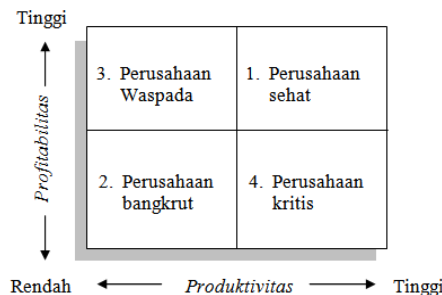 Tinggi
3. Perusahaan
Waspada
1. Perusahaan
sehat
Profitabilitas
2. Perusahaan
bangkrut
4. Perusahaan
kritis
Rendah
Produktivitas
Tinggi